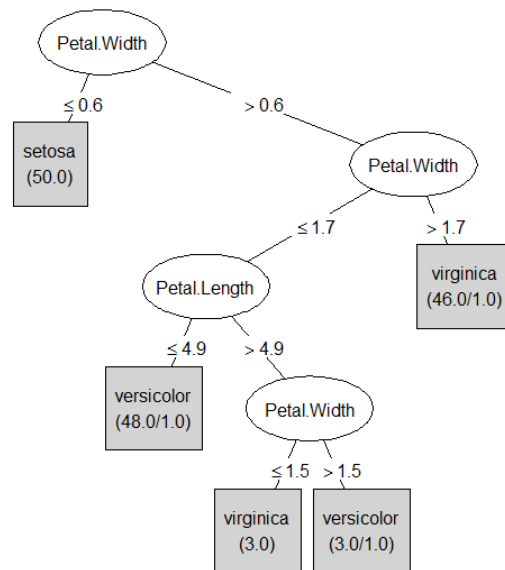 Petal.Width
≤ 0.6
> 0.6
setosa
(50.0)
Petal.Width
≤ 1.7
> 1.7
Petal.Length
virginica
(46.0/1.0)
≤ 4.9
> 4.9
versicolor
(48.0/1.0)
Petal.Width
≤ 1.5
> 1.5
virginica
(3.0)
versicolor
(3.0/1.0)